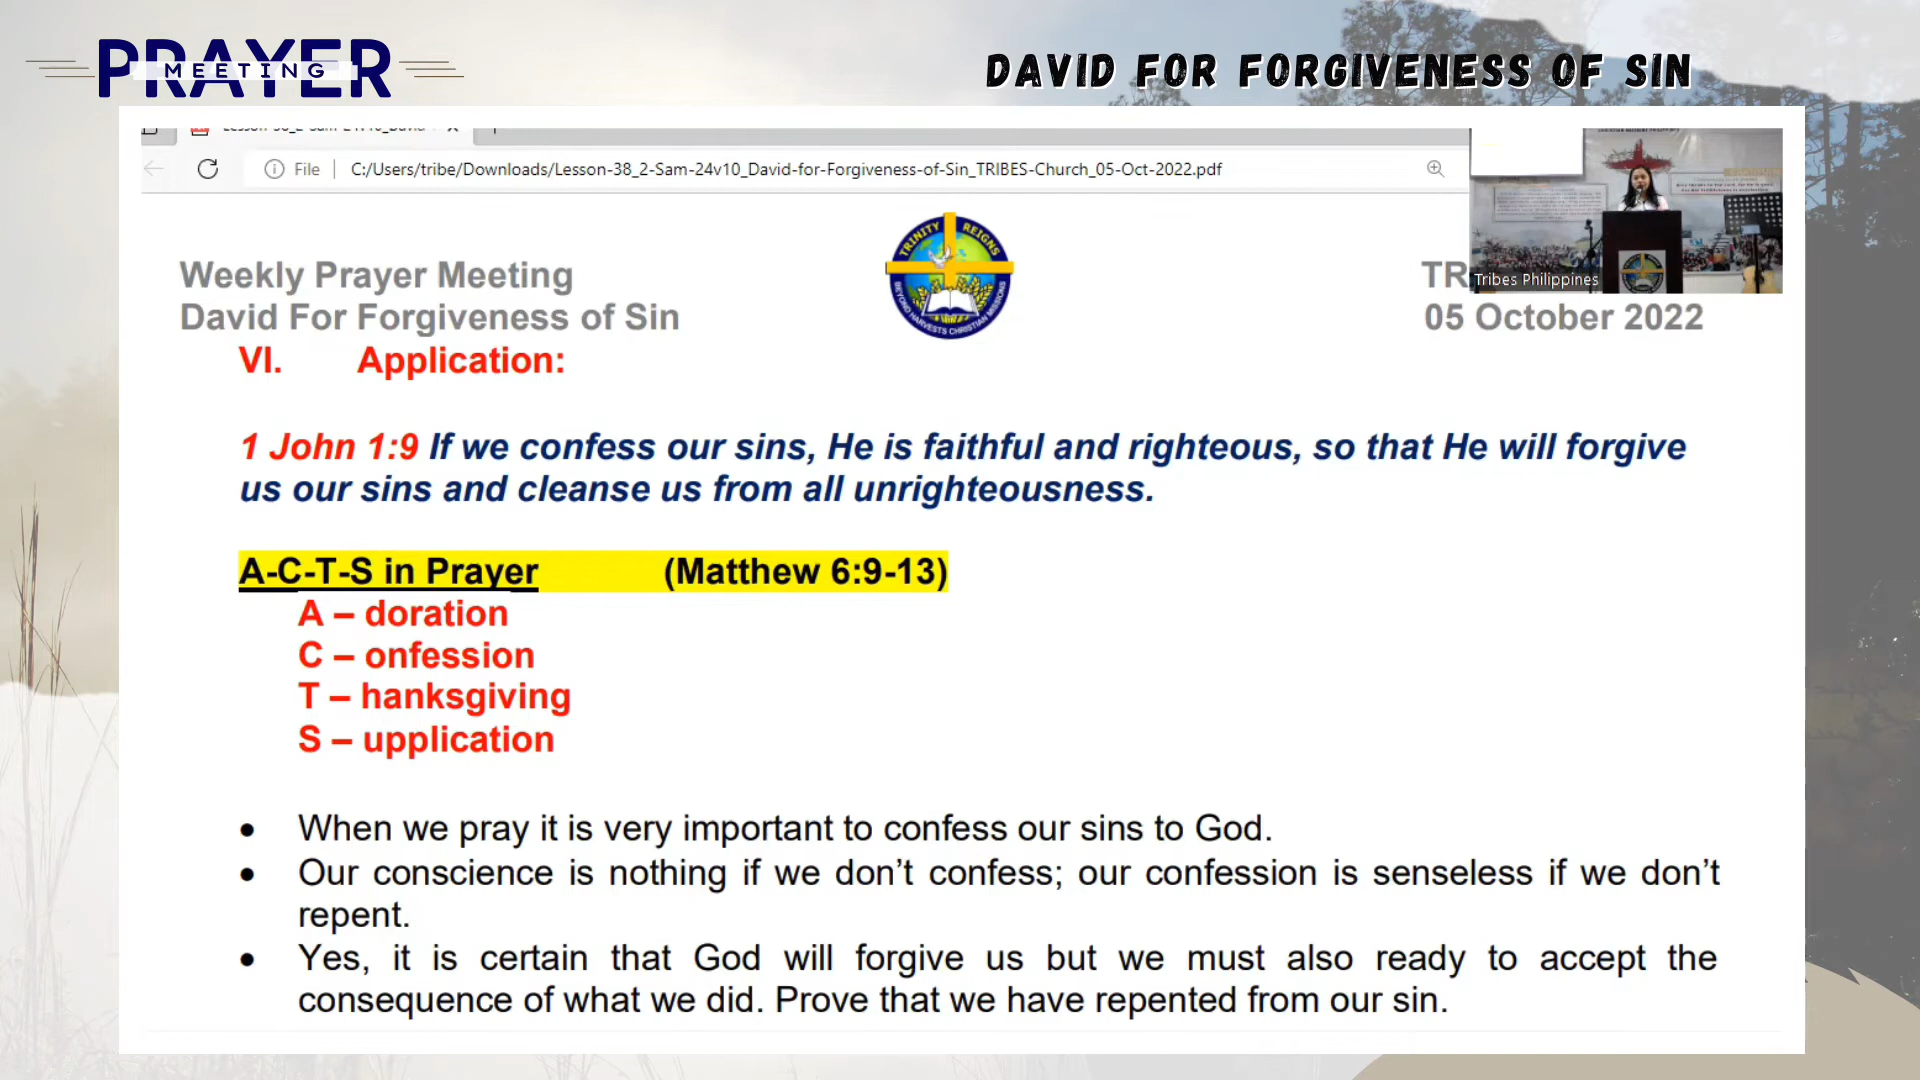 PRAYER
MEETING
DAVID FOR FORGIVENESS OF SIN
File
C:/Users/tribe/Downloads/Lesson-38_2-Sam-24v10_David-for-Forgiveness-of-Sin_TRIBES-Church_05-Oct-2022.pdf
Weekly Prayer Meeting
TR
Tribes Philippines
David For Forgiveness of Sin
05 October 2022
TRINITY REIGNS
BEYOND HARVESTS CHRISTIAN MISSIONS
VI. Application:
1 John 1:9 If we confess our sins, He is faithful and righteous, so that He will forgive
us our sins and cleanse us from all unrighteousness.
A-C-T-S in Prayer (Matthew 6:9-13)
A – doration
C – onfession
T – hanksgiving
S – upplication
• When we pray it is very important to confess our sins to God.
• Our conscience is nothing if we don’t confess; our confession is senseless if we don’t
repent.
• Yes, it is certain that God will forgive us but we must also ready to accept the
consequence of what we did. Prove that we have repented from our sin.